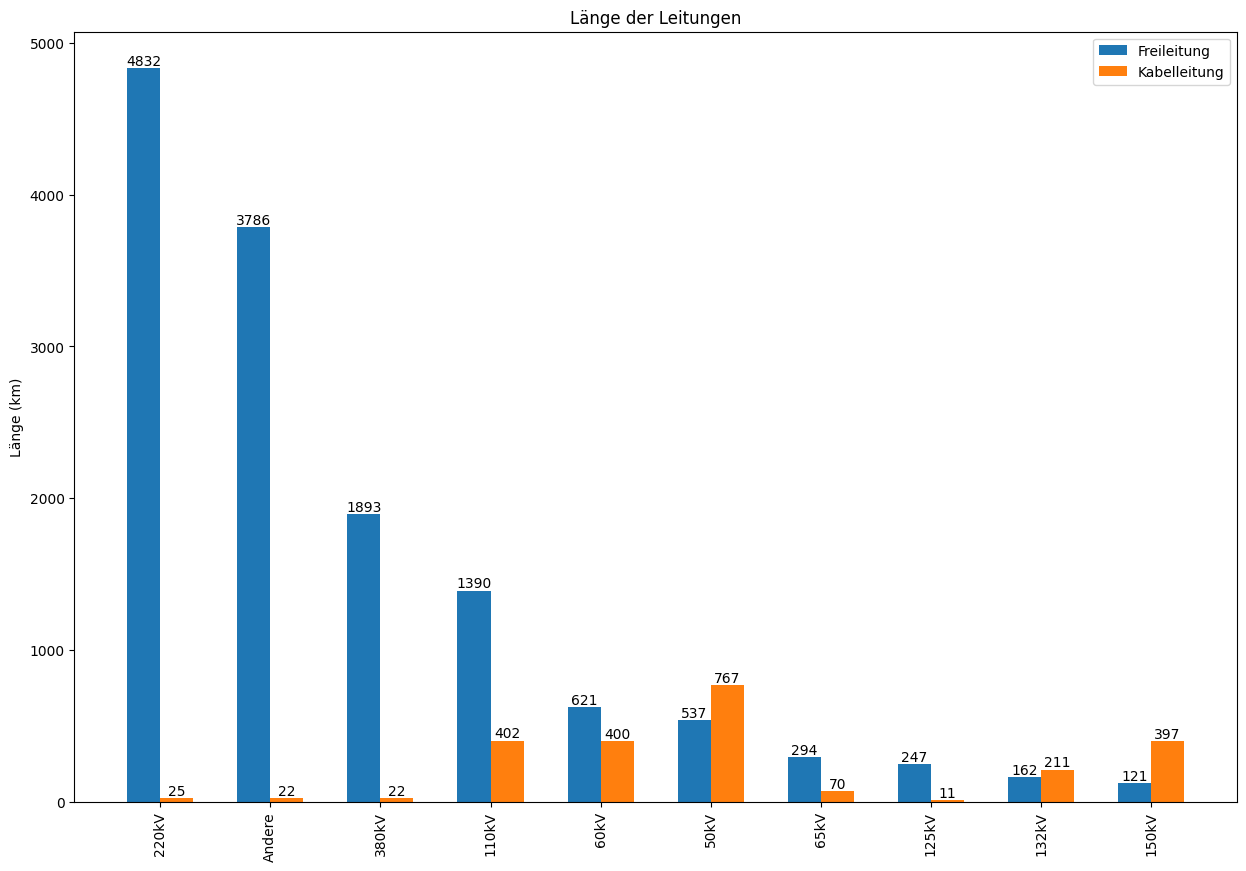 Länge der Leitungen
Freileitung
Kabelleitung
Länge (km)
5000
4000
3000
2000
1000
0
4832
25
3786
22
1893
22
1390
402
621
400
537
767
294
70
247
11
162
211
121
397
220kV
Andere
380kV
110kV
60kV
50kV
65kV
125kV
132kV
150kV